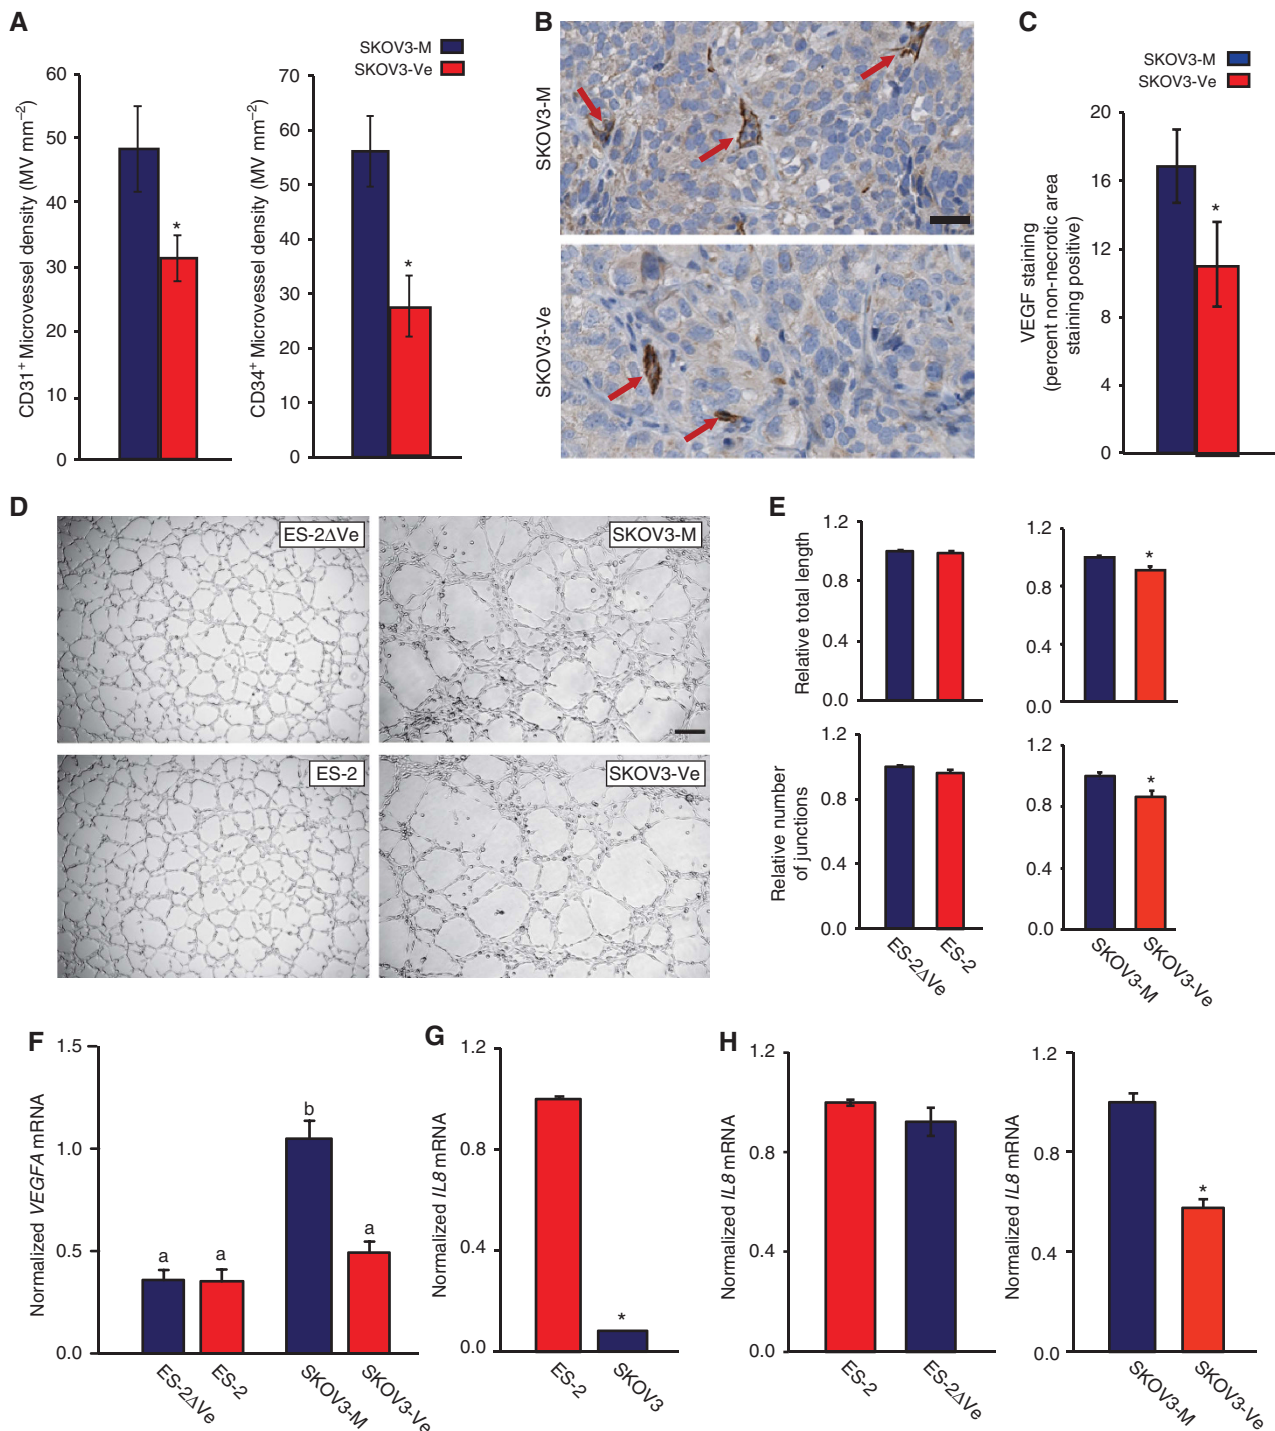 A
SKOV3-M
SKOV3-Ve
CD31+ Microvessel density (MV mm−2)
60
50
40
30
20
10
0
*
CD34+ Microvessel density (MV mm−2)
70
60
50
40
30
20
10
0
*
B
SKOV3-M
SKOV3-Ve
C
SKOV3-M
SKOV3-Ve
VEGF staining
(percent non-necrotic area
staining positive)
20
16
12
8
4
0
*
D
ES-2ΔVe
SKOV3-M
ES-2
SKOV3-Ve
E
Relative total length
1.2
0.8
0.4
0.0
1.2
0.8
0.4
0.0
*
Relative number
of junctions
1.2
0.8
0.4
0.0
ES-2ΔVe
ES-2
1.2
0.8
0.4
0.0
*
SKOV3-M
SKOV3-Ve
F
Normalized VEGFA mRNA
1.5
1.0
0.5
0.0
a
a
b
a
ES-2ΔVe
ES-2
SKOV3-M
SKOV3-Ve
G
Normalized IL8 mRNA
1.2
0.8
0.4
0.0
*
ES-2
SKOV3
H
Normalized IL8 mRNA
1.2
0.8
0.4
0.0
ES-2
ES-2ΔVe
Normalized IL8 mRNA
1.2
0.8
0.4
0.0
*
SKOV3-M
SKOV3-Ve